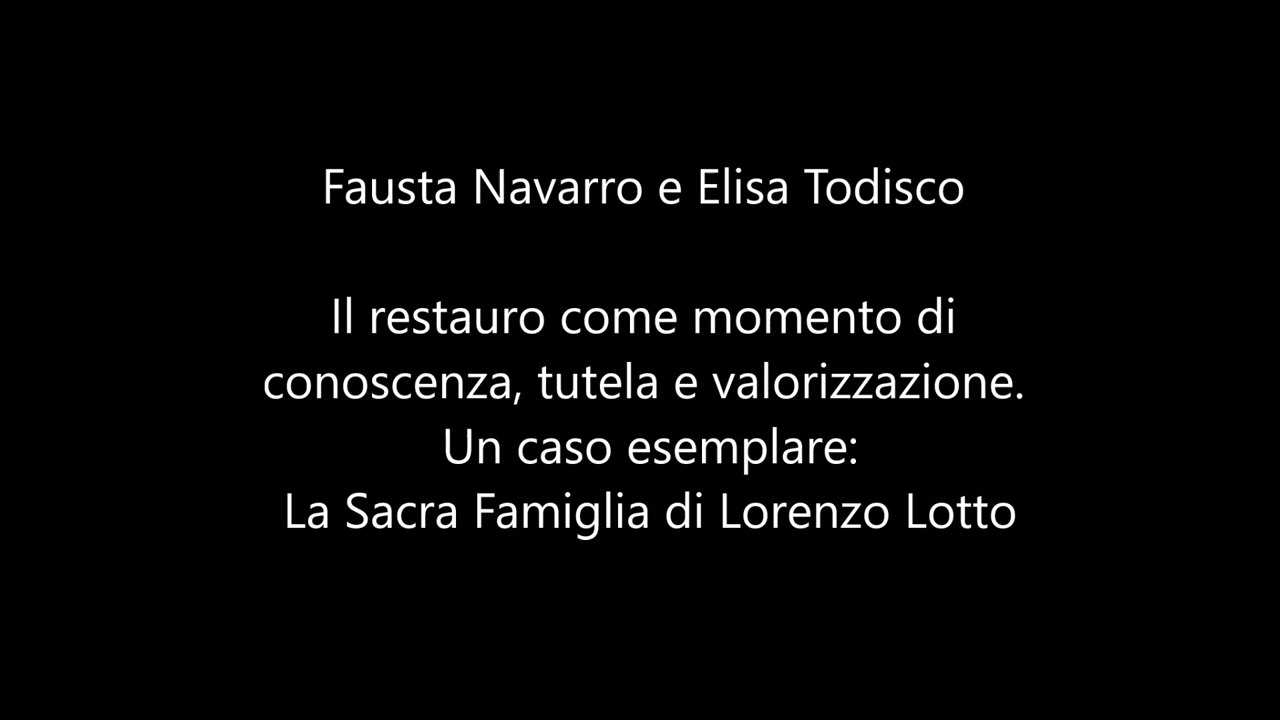 Fausta Navarro e Elisa Todisco
Il restauro come momento di
conoscenza, tutela e valorizzazione.
Un caso esemplare:
La Sacra Famiglia di Lorenzo Lotto